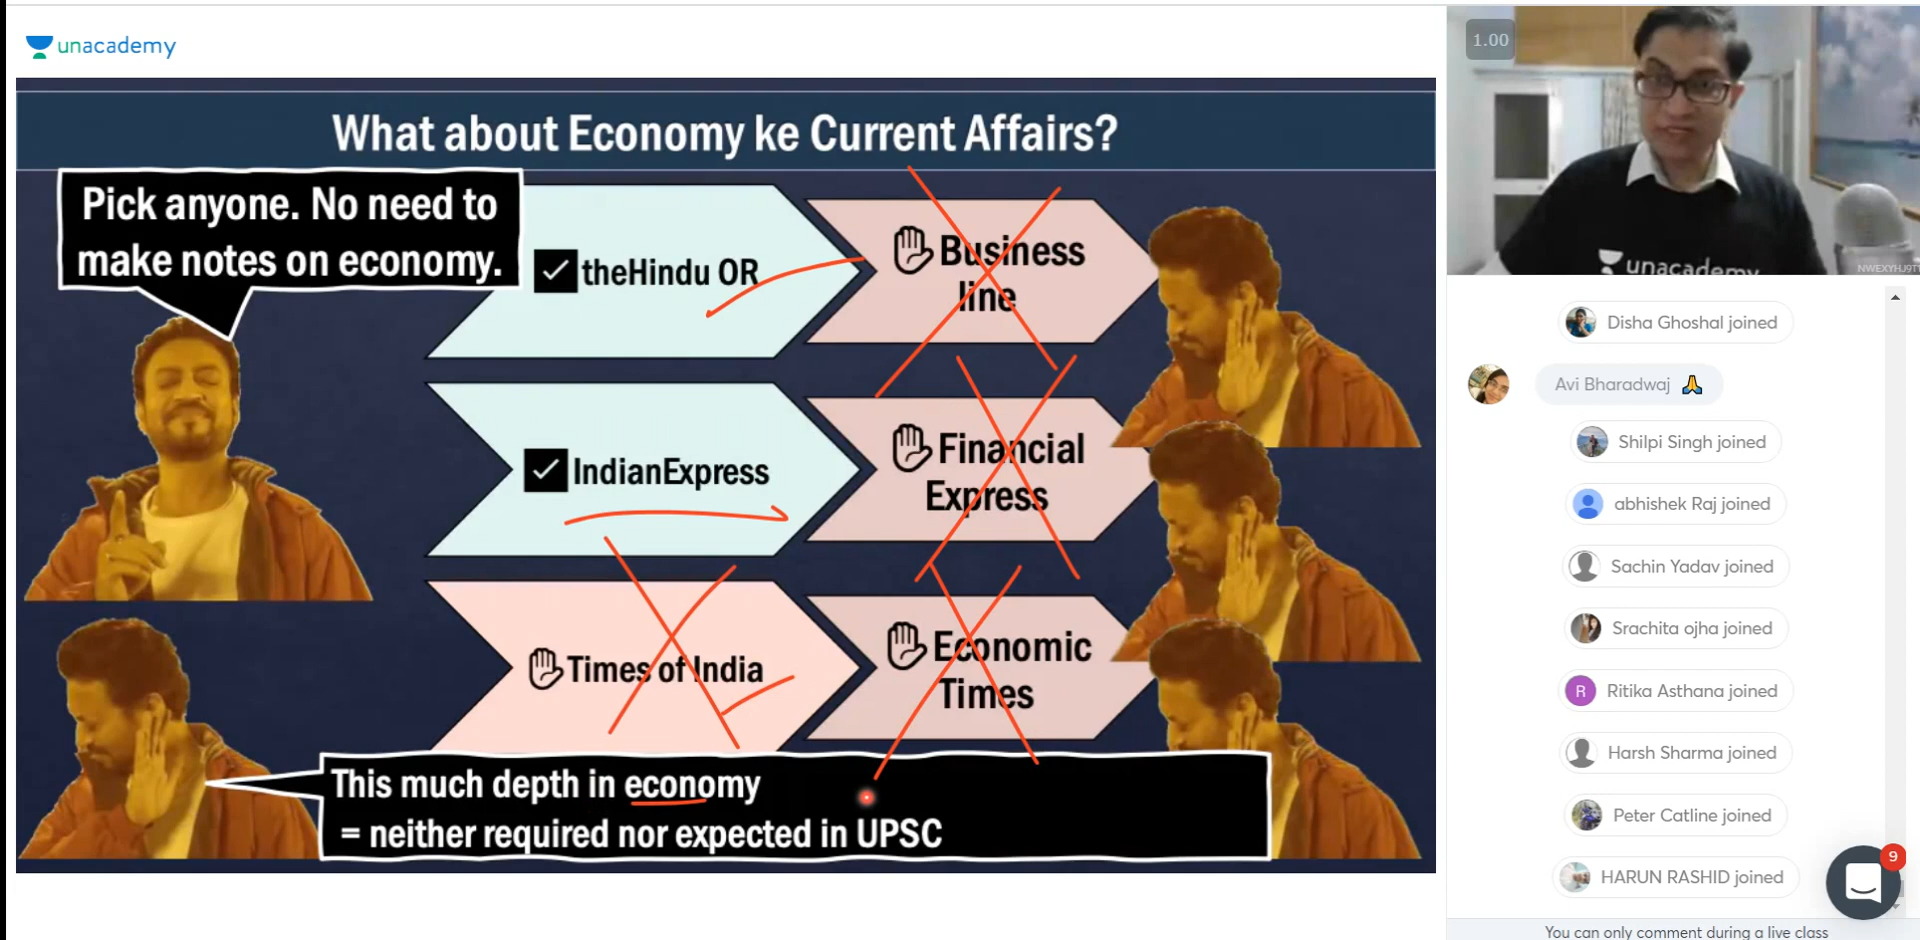 unacademy
What about Economy ke Current Affairs?
Pick anyone. No need to
make notes on economy.
theHindu OR
Business
line
IndianExpress
Financial
Express
Times of India
Economic
Times
This much depth in economy
= neither required nor expected in UPSC
1.00
unacademy
NWEXYHJ9T
Disha Ghoshal joined
Avi Bharadwaj 🙏
Shilpi Singh joined
abhishek Raj joined
Sachin Yadav joined
Srachita ojha joined
R Ritika Asthana joined
Harsh Sharma joined
Peter Catline joined
HARUN RASHID joined
9
You can only comment during a live class